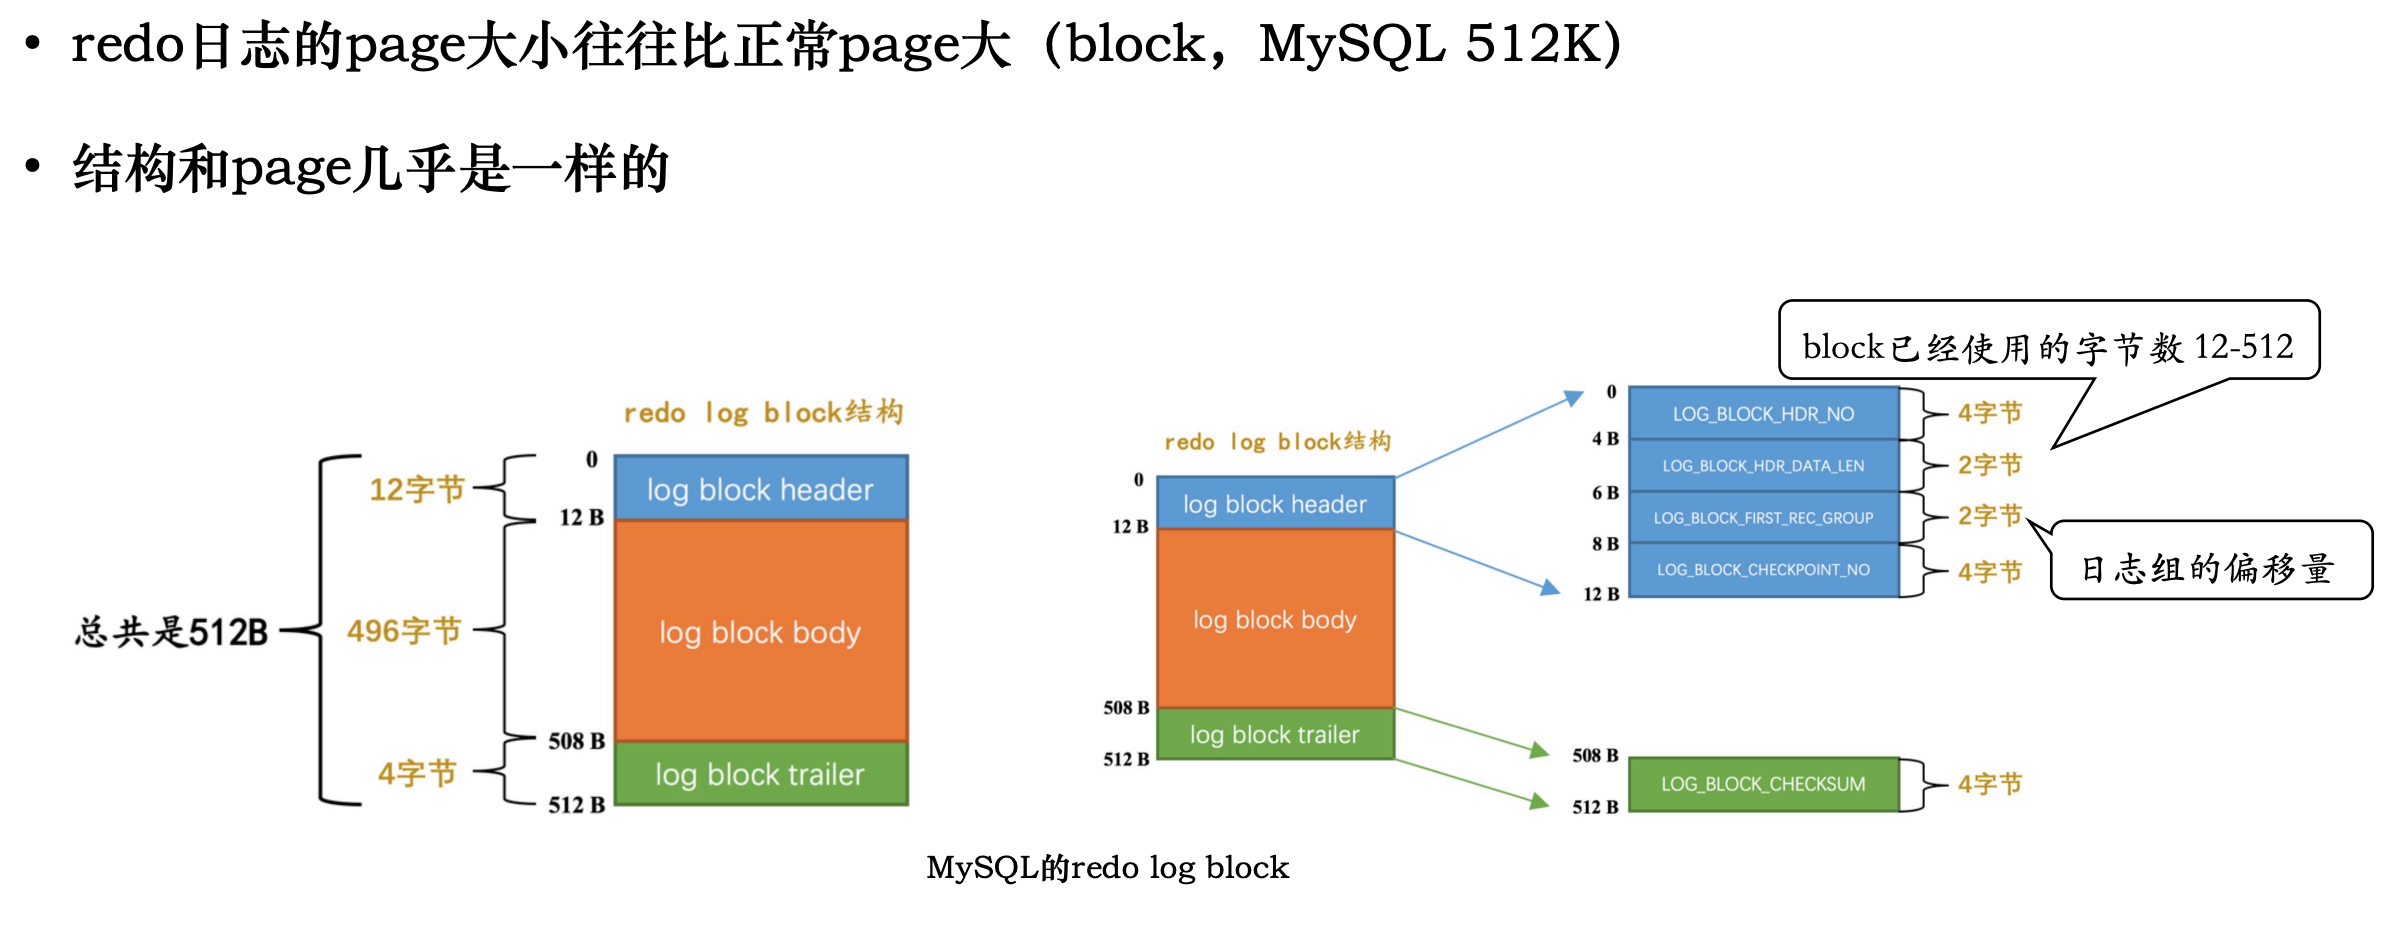 • redo日志的page大小往往比正常page大（block，MySQL 512K）
• 结构和page几乎是一样的
redo log block结构
总共是512B
12字节
496字节
4字节
0
12 B
508 B
512 B
log block header
log block body
log block trailer
redo log block结构
0
12 B
508 B
512 B
log block header
log block body
log block trailer
block已经使用的字节数 12-512
0
LOG_BLOCK_HDR_NO
4字节
4 B
LOG_BLOCK_HDR_DATA_LEN
2字节
6 B
LOG_BLOCK_FIRST_REC_GROUP
2字节
8 B
LOG_BLOCK_CHECKPOINT_NO
4字节
12 B
日志组的偏移量
508 B
LOG_BLOCK_CHECKSUM
4字节
512 B
MySQL的redo log block